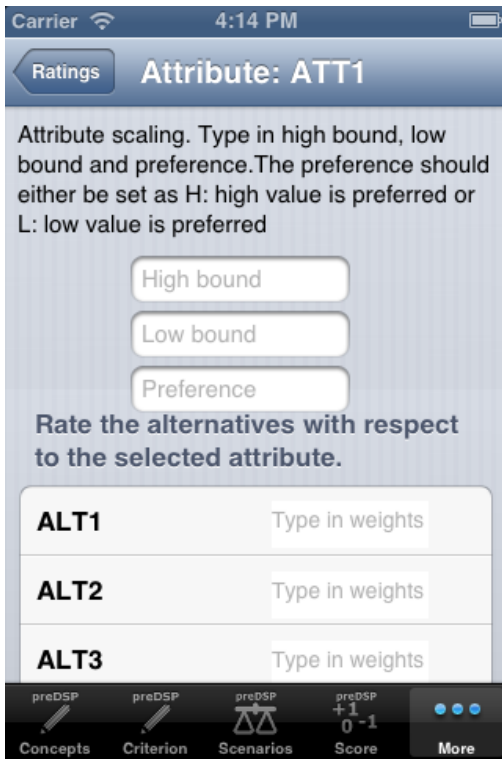 Carrier 4:14 PM
Ratings Attribute: ATT1
Attribute scaling. Type in high bound, low
bound and preference.The preference should
either be set as H: high value is preferred or
L: low value is preferred
High bound
Low bound
Preference
Rate the alternatives with respect
to the selected attribute.
ALT1 Type in weights
ALT2 Type in weights
ALT3 Type in weights
preDSP preDSP preDSP preDSP
+1
0 -1
Concepts Criterion Scenarios Score More